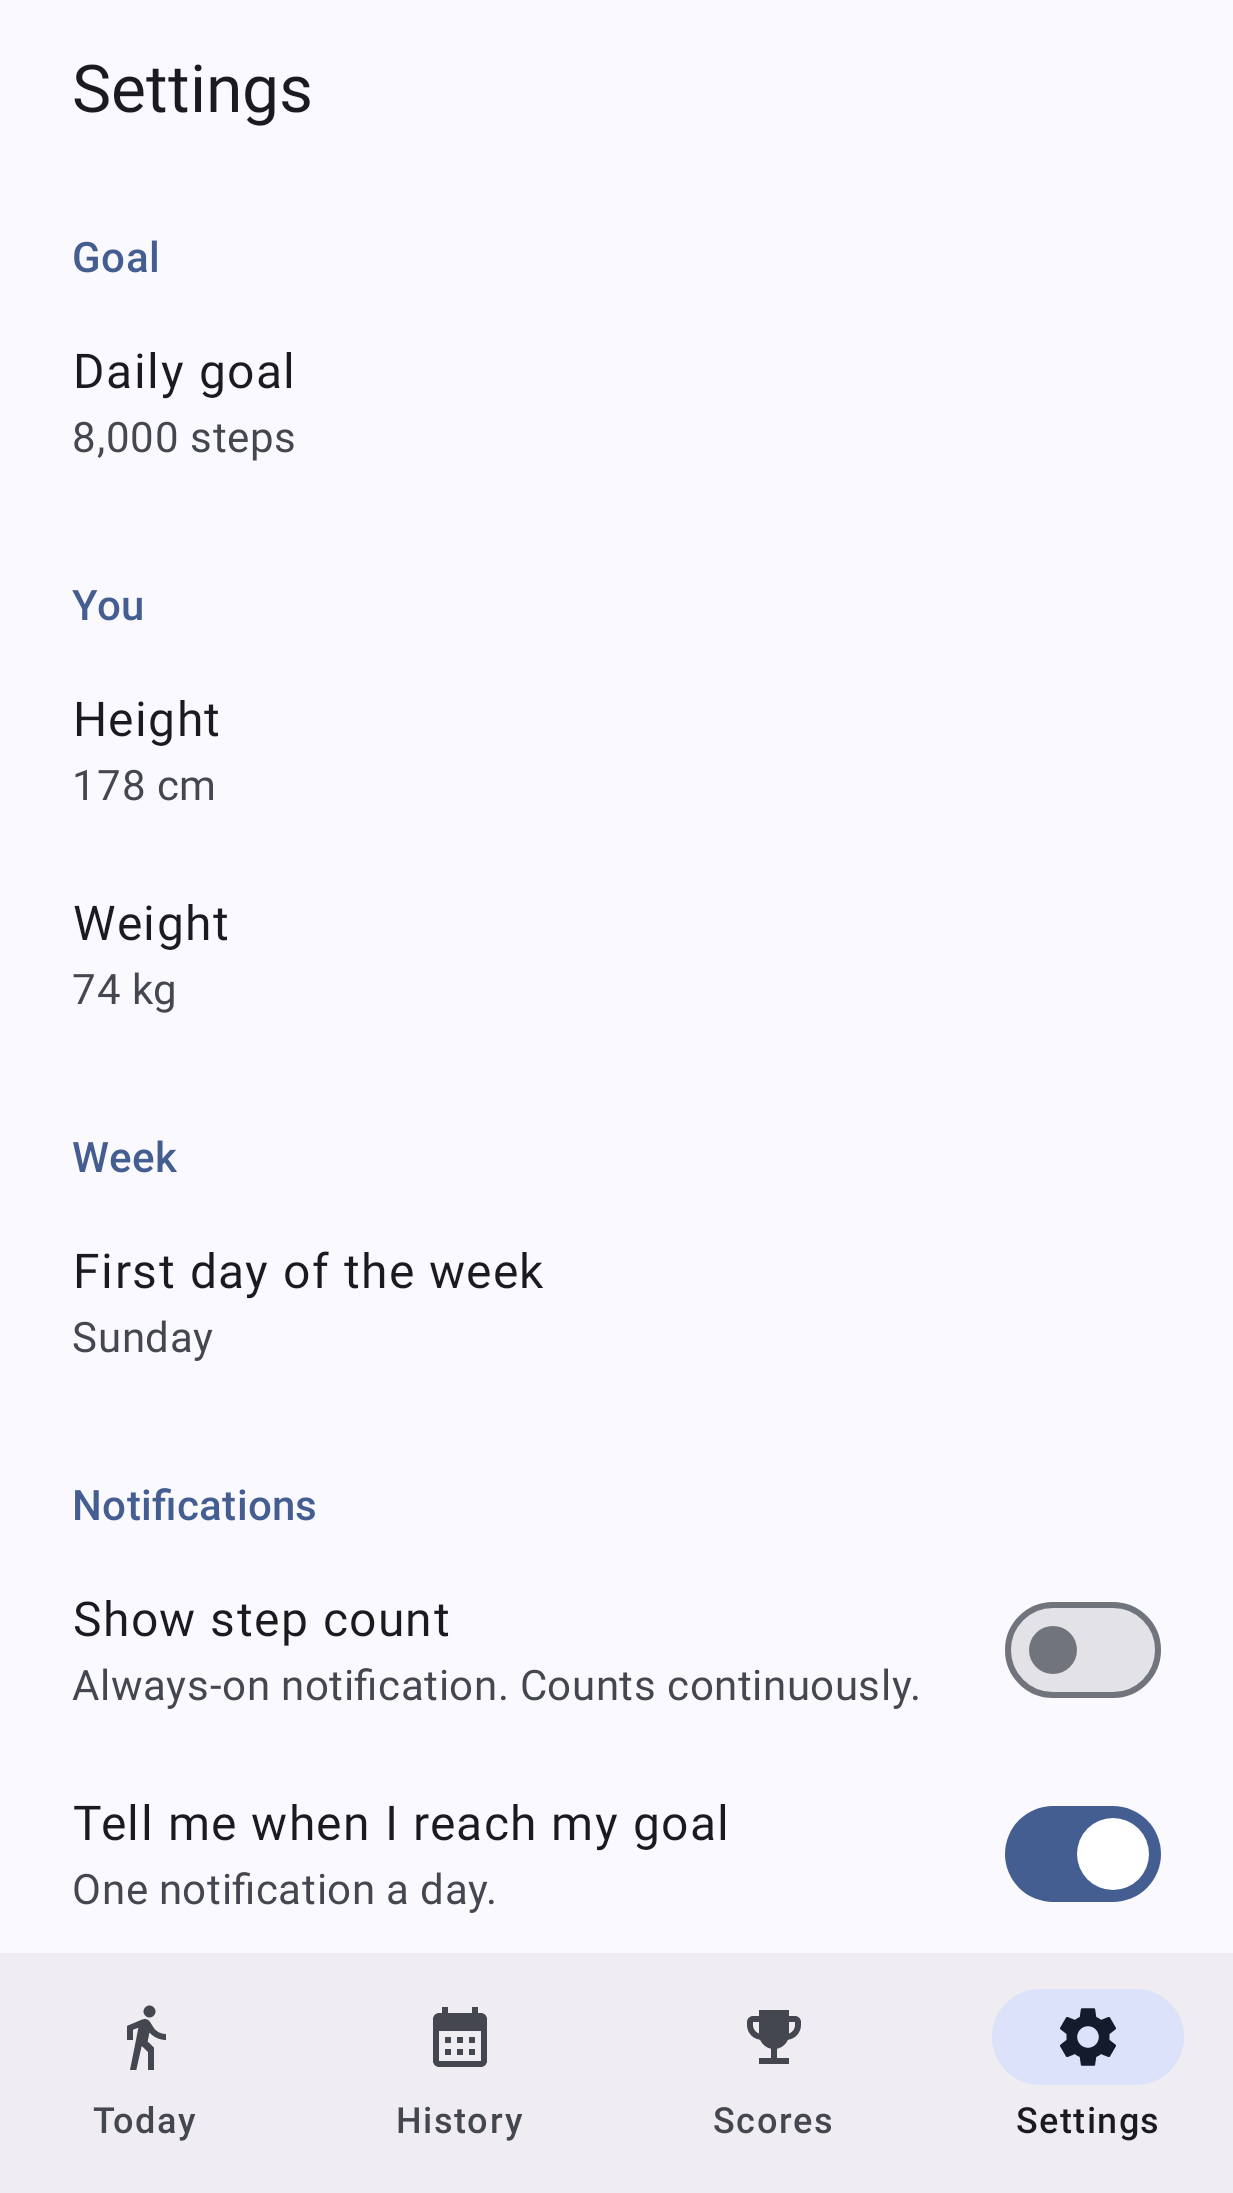 Settings
Goal
Daily goal
8,000 steps
You
Height
178 cm
Weight
74 kg
Week
First day of the week
Sunday
Notifications
Show step count
Always-on notification. Counts continuously.
Tell me when I reach my goal
One notification a day.
Today
History
Scores
Settings